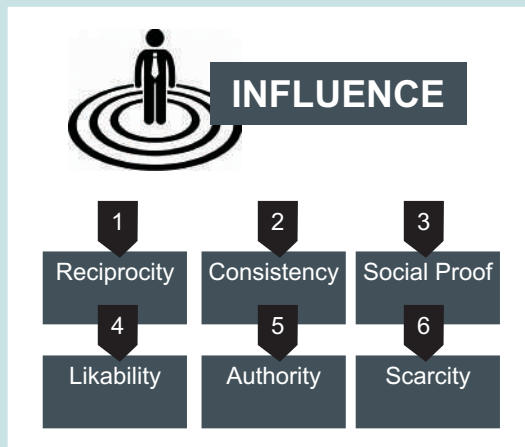 INFLUENCE
1
2
3
Reciprocity
Consistency
Social Proof
4
5
6
Likability
Authority
Scarcity